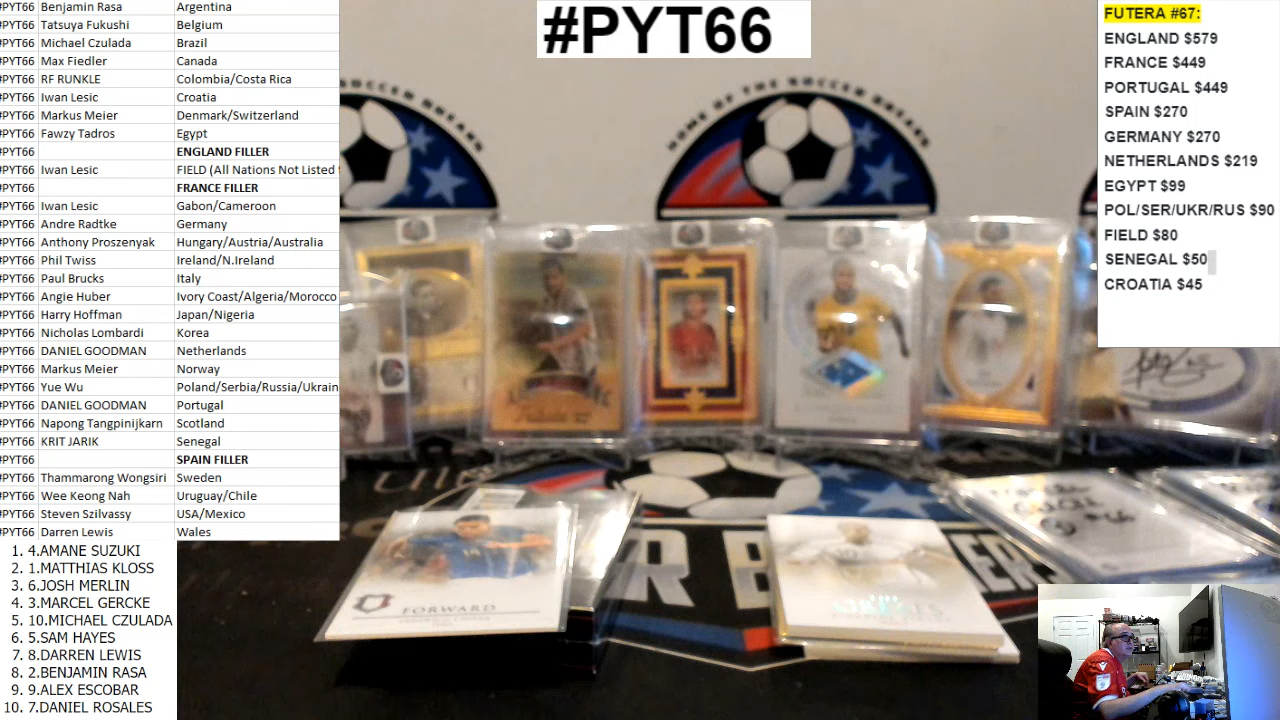 #PYT66 Benjamin Rasa Argentina
#PYT66 Tatsuya Fukushi Belgium
#PYT66 Michael Czulada Brazil
#PYT66 Max Fiedler Canada
#PYT66 RF RUNKLE Colombia/Costa Rica
#PYT66 Iwan Lesic Croatia
#PYT66 Markus Meier Denmark/Switzerland
#PYT66 Fawzy Tadros Egypt
#PYT66 ENGLAND FILLER
#PYT66 Iwan Lesic FIELD (All Nations Not Listed
#PYT66 FRANCE FILLER
#PYT66 Iwan Lesic Gabon/Cameroon
#PYT66 Andre Radtke Germany
#PYT66 Anthony Proszenyak Hungary/Austria/Australia
#PYT66 Phil Twiss Ireland/N.Ireland
#PYT66 Paul Brucks Italy
#PYT66 Angie Huber Ivory Coast/Algeria/Morocco
#PYT66 Harry Hoffman Japan/Nigeria
#PYT66 Nicholas Lombardi Korea
#PYT66 DANIEL GOODMAN Netherlands
#PYT66 Markus Meier Norway
#PYT66 Yue Wu Poland/Serbia/Russia/Ukrain
#PYT66 DANIEL GOODMAN Portugal
#PYT66 Napong Tangpinijkarn Scotland
#PYT66 KRIT JARIK Senegal
#PYT66 SPAIN FILLER
#PYT66 Thammarong Wongsiri Sweden
#PYT66 Wee Keong Nah Uruguay/Chile
#PYT66 Steven Szilvassy USA/Mexico
#PYT66 Darren Lewis Wales
1. 4.AMANE SUZUKI
2. 1.MATTHIAS KLOSS
3. 6.JOSH MERLIN
4. 3.MARCEL GERCKE
5. 10.MICHAEL CZULADA
6. 5.SAM HAYES
7. 8.DARREN LEWIS
8. 2.BENJAMIN RASA
9. 9.ALEX ESCOBAR
10. 7.DANIEL ROSALES
#PYT66
HOME OF THE SOCCER BREAKS
FORWARD
FUTERA #67:
ENGLAND $579
FRANCE $449
PORTUGAL $449
SPAIN $270
GERMANY $270
NETHERLANDS $219
EGYPT $99
POL/SER/UKR/RUS $90
FIELD $80
SENEGAL $50
CROATIA $45